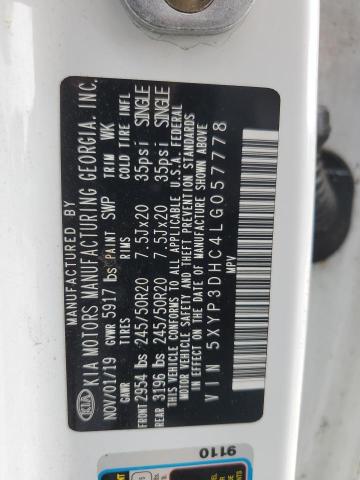 MANUFACTURED BY
KIA KIA MOTORS MANUFACTURING GEORGIA, INC.
NOV/01/19 GVWR 5917 lbs PAINT SWP TRIM WK
GAWR TIRES RIMS COLD TIRE INFL
FRONT 2954 lbs 245/50R20 7.5Jx20 35psi SINGLE
REAR 3196 lbs 245/50R20 7.5Jx20 35psi SINGLE
THIS VEHICLE CONFORMS TO ALL APPLICABLE U.S.A. FEDERAL
MOTOR VEHICLE SAFETY, BUMPER, AND THEFT PREVENTION STANDARDS
IN EFFECT ON THE DATE OF MANUFACTURE SHOWN ABOVE
VIN 5XYP3DHC4LG057778
MPV
9110